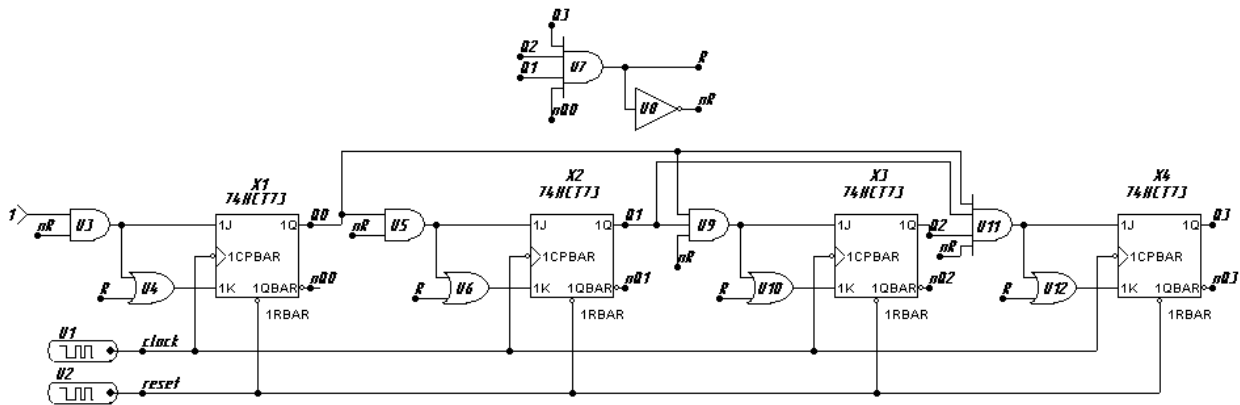 Q3
Q2
Q1
U7
R
nQ0
U8
nR
X1
74HCT73
X2
74HCT73
X3
74HCT73
X4
74HCT73
1
nR
U3
1J
1Q
Q0
nR
U5
1J
1Q
Q1
U9
nR
1J
1Q
Q2
nR
U11
1J
1Q
Q3
1CPBAR
1CPBAR
1CPBAR
1CPBAR
R
U4
1K
1QBAR
nQ0
R
U6
1K
1QBAR
nQ1
R
U10
1K
1QBAR
nQ2
R
U12
1K
1QBAR
nQ3
1RBAR
1RBAR
1RBAR
1RBAR
U1
clock
U2
reset